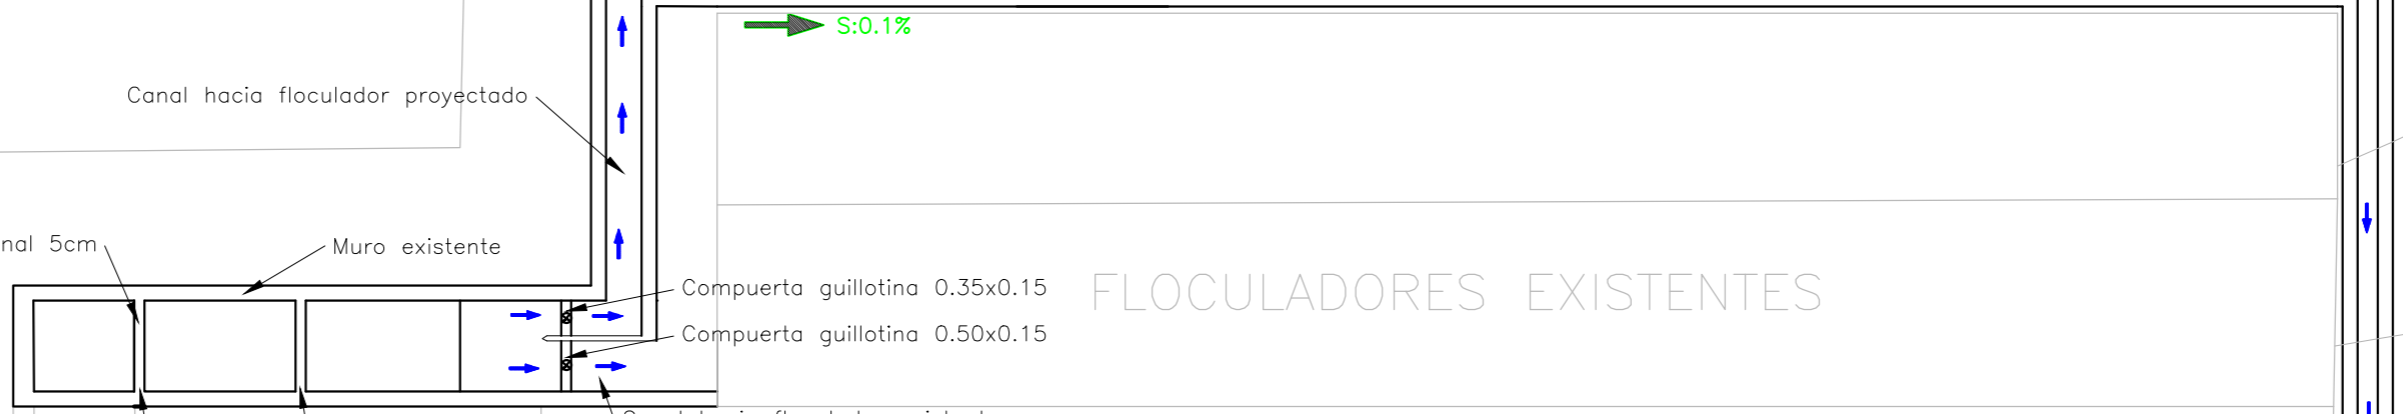 S:0.1%
Canal hacia floculador proyectado
nal 5cm
Muro existente
Compuerta guillotina 0.35x0.15
FLOCULADORES EXISTENTES
Compuerta guillotina 0.50x0.15